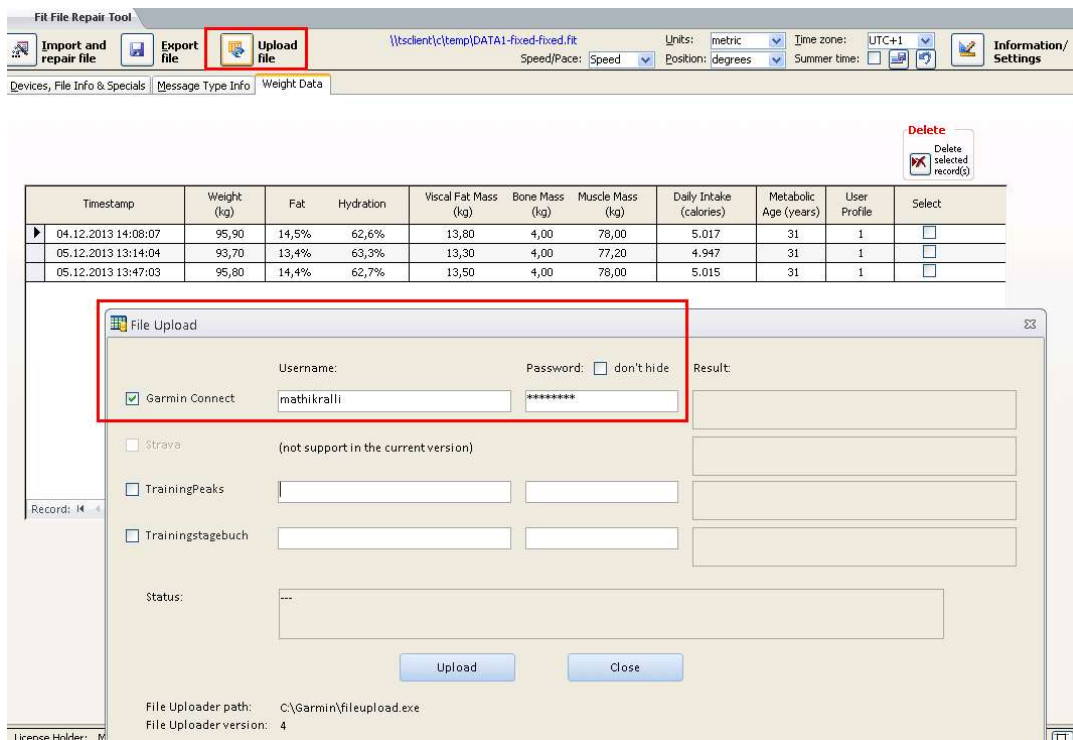 Fit File Repair Tool
Import and repair file
Export file
Upload file
\\tsclient\c\temp\DATA1-fixed-fixed.fit
Speed/Pace: Speed
Units: metric
Position: degrees
Time zone: UTC+1
Summer time:
Information/ Settings
Devices, File Info & Specials Message Type Info Weight Data
Delete
Delete selected record(s)
Timestamp Weight (kg) Fat Hydration Viscal Fat Mass (kg) Bone Mass (kg) Muscle Mass (kg) Daily Intake (calories) Metabolic Age (years) User Profile Select
04.12.2013 14:08:07 95,90 14,5% 62,6% 13,80 4,00 78,00 5.017 31 1
05.12.2013 13:14:04 93,70 13,4% 63,3% 13,30 4,00 77,20 4.947 31 1
05.12.2013 13:47:03 95,80 14,4% 62,7% 13,50 4,00 78,00 5.015 31 1
File Upload
Username: Password: don't hide Result:
Garmin Connect mathikralli ********
Strava (not support in the current version)
TrainingPeaks
Record:
Trainingstagebuch
Status: ---
Upload Close
File Uploader path: C:\Garmin\fileupload.exe
File Uploader version: 4
License Holder: M